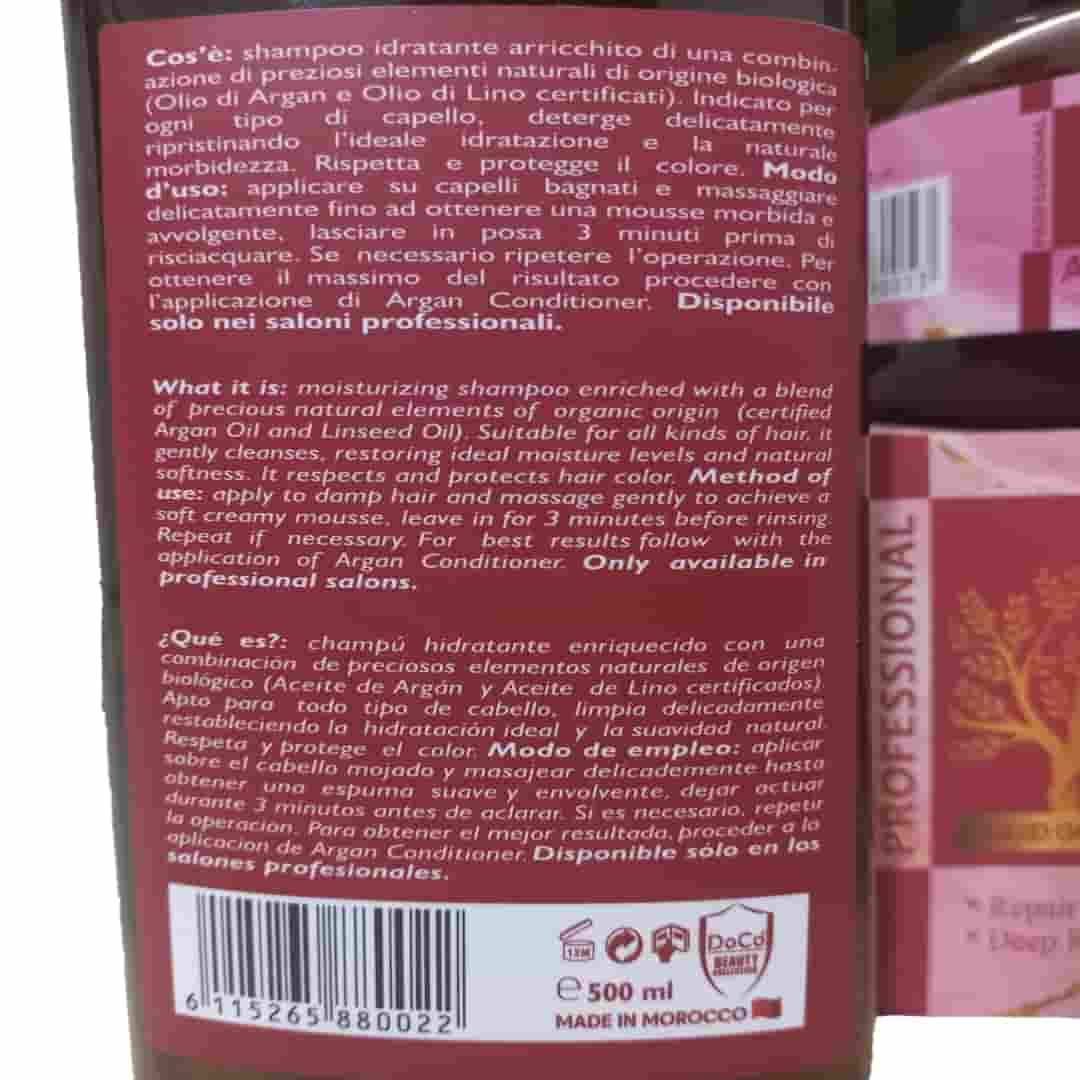 Cos'è: shampoo idratante arricchito di una combin-
azione di preziosi elementi naturali di origine biologica
(Olio di Argan e Olio di Lino certificati). Indicato per
ogni tipo di capello, deterge delicatamente
ripristinando l'ideale idratazione e la naturale
morbidezza. Rispetta e protegge il colore. Modo
d'uso: applicare su capelli bagnati e massaggiare
delicatamente fino ad ottenere una mousse morbida e
avvolgente, lasciare in posa 3 minuti prima di
risciacquare. Se necessario ripetere l'operazione. Per
ottenere il massimo del risultato procedere con
l'applicazione di Argan Conditioner. Disponibile
solo nei saloni professionali.
What it is: moisturizing shampoo enriched with a blend
of precious natural elements of organic origin (certified
Argan Oil and Linseed Oil). Suitable for all kinds of hair, it
gently cleanses, restoring ideal moisture levels and natural
softness. It respects and protects hair color. Method of
use: apply to damp hair and massage gently to achieve a
soft creamy mousse, leave in for 3 minutes before rinsing.
Repeat if necessary. For best results follow with the
application of Argan Conditioner. Only available in
professional salons.
¿Qué es?: champú hidratante enriquecido con una
combinación de preciosos elementos naturales de origen
biológico (Aceite de Argán y Aceite de Lino certificados).
Apto para todo tipo de cabello, limpia delicadamente
restableciendo la hidratación ideal y la suavidad natural.
Respeta y protege el color. Modo de empleo: aplicar
sobre el cabello mojado y masajear delicademente hasta
obtener una espuma suave y envolvente, dejar actuar
durante 3 minutos antes de aclarar. Si es necesario, repetir
la operación. Para obtener el mejor resultada, proceder a la
aplicacion de Argan Conditioner. Disponible sólo en los
salones profesionales.
6 115265 880022
12M
DoCo
BEAUTY
e 500 ml
MADE IN MOROCCO
PROFESSIONAL
PROFESSIONAL
A
Repair
Deep